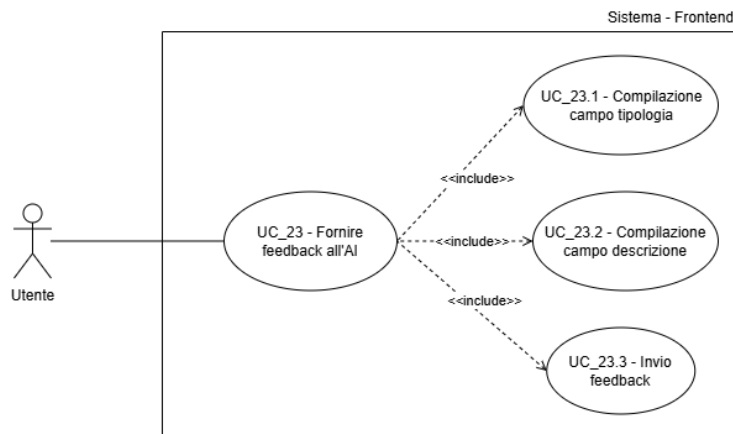 Sistema - Frontend
UC_23.1 - Compilazione
campo tipologia
<<include>>
UC_23 - Fornire
feedback all'AI
<<include>>
UC_23.2 - Compilazione
campo descrizione
Utente
<<include>>
UC_23.3 - Invio
feedback